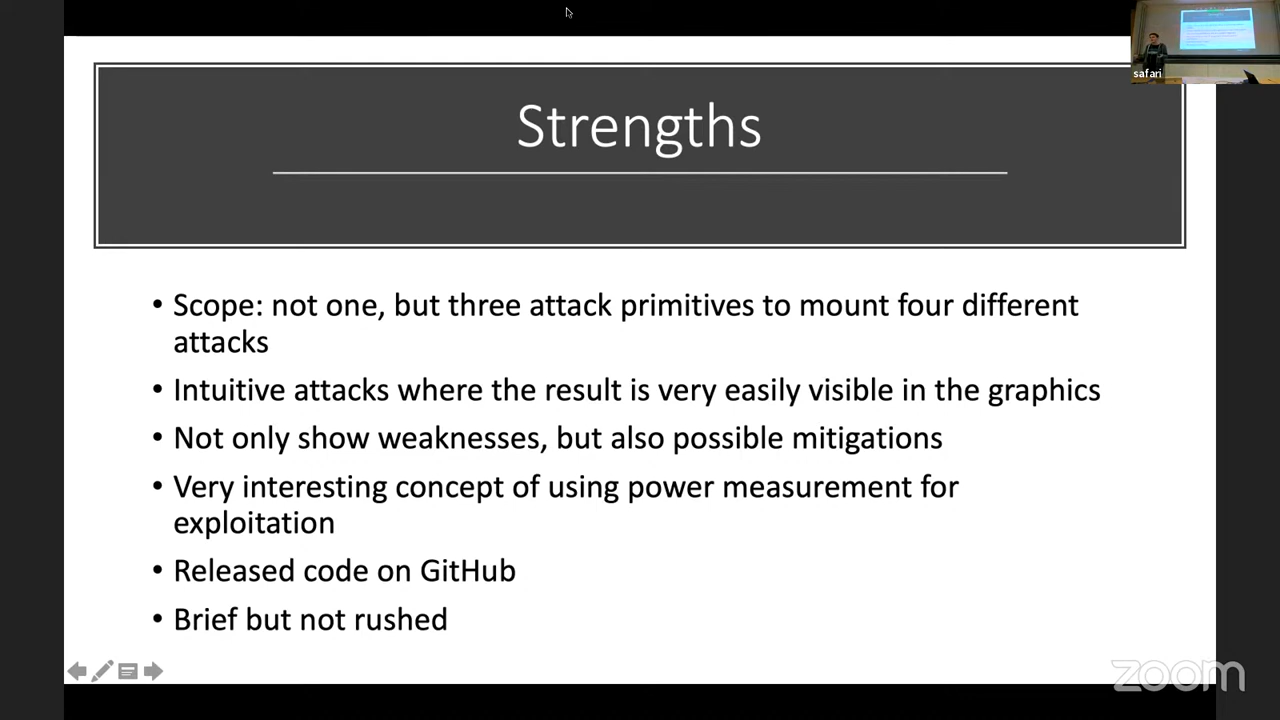 safari
Strengths
• Scope: not one, but three attack primitives to mount four different
attacks
• Intuitive attacks where the result is very easily visible in the graphics
• Not only show weaknesses, but also possible mitigations
• Very interesting concept of using power measurement for
exploitation
• Released code on GitHub
• Brief but not rushed
zoom